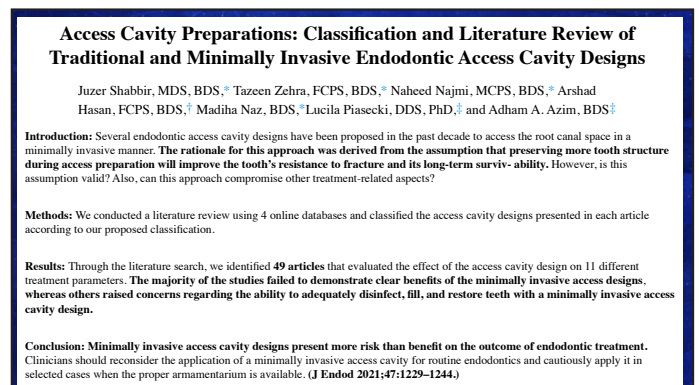 Access Cavity Preparations: Classification and Literature Review of
Traditional and Minimally Invasive Endodontic Access Cavity Designs
Juzer Shabbir, MDS, BDS,* Tazeen Zehra, FCPS, BDS,* Naheed Najmi, MCPS, BDS,* Arshad
Hasan, FCPS, BDS,† Madiha Naz, BDS,*Lucila Piasecki, DDS, PhD,‡ and Adham A. Azim, BDS‡
Introduction: Several endodontic access cavity designs have been proposed in the past decade to access the root canal space in a
minimally invasive manner. The rationale for this approach was derived from the assumption that preserving more tooth structure
during access preparation will improve the tooth's resistance to fracture and its long-term surviv- ability. However, is this
assumption valid? Also, can this approach compromise other treatment-related aspects?
Methods: We conducted a literature review using 4 online databases and classified the access cavity designs presented in each article
according to our proposed classification.
Results: Through the literature search, we identified 49 articles that evaluated the effect of the access cavity design on 11 different
treatment parameters. The majority of the studies failed to demonstrate clear benefits of the minimally invasive access designs,
whereas others raised concerns regarding the ability to adequately disinfect, fill, and restore teeth with a minimally invasive access
cavity design.
Conclusion: Minimally invasive access cavity designs present more risk than benefit on the outcome of endodontic treatment.
Clinicians should reconsider the application of a minimally invasive access cavity for routine endodontics and cautiously apply it in
selected cases when the proper armamentarium is available. (J Endod 2021;47:1229–1244.)